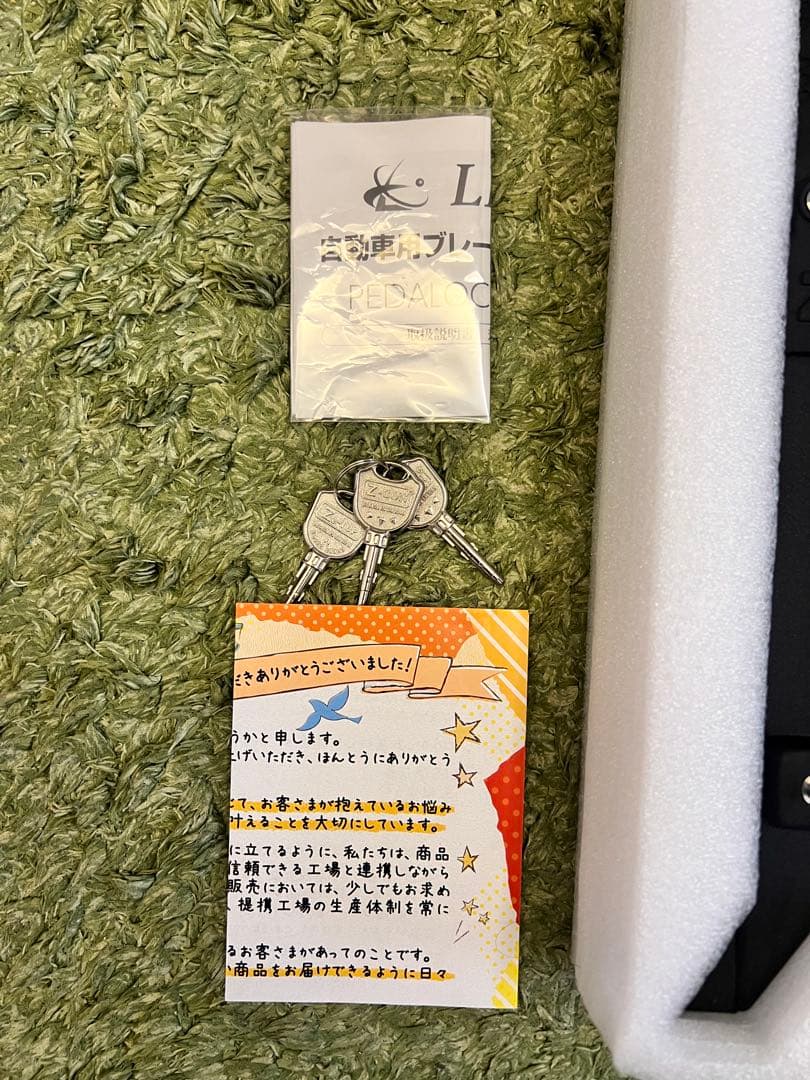 L
自動車用ブレー
PEDALOC
取扱説明
Z-CON
だきありがとうございました!
うかと申します。
上げいただき、ほんとうにありがとう
て、お客さまが抱えているお悩み
叶えることを大切にしています。
に立てるように、私たちは、商品
信頼できる工場と連携しながら
販売においては、少しでもお求め
、提携工場の生産体制を常に
るお客さまがあってのことです。
い商品をお届けできるように日々